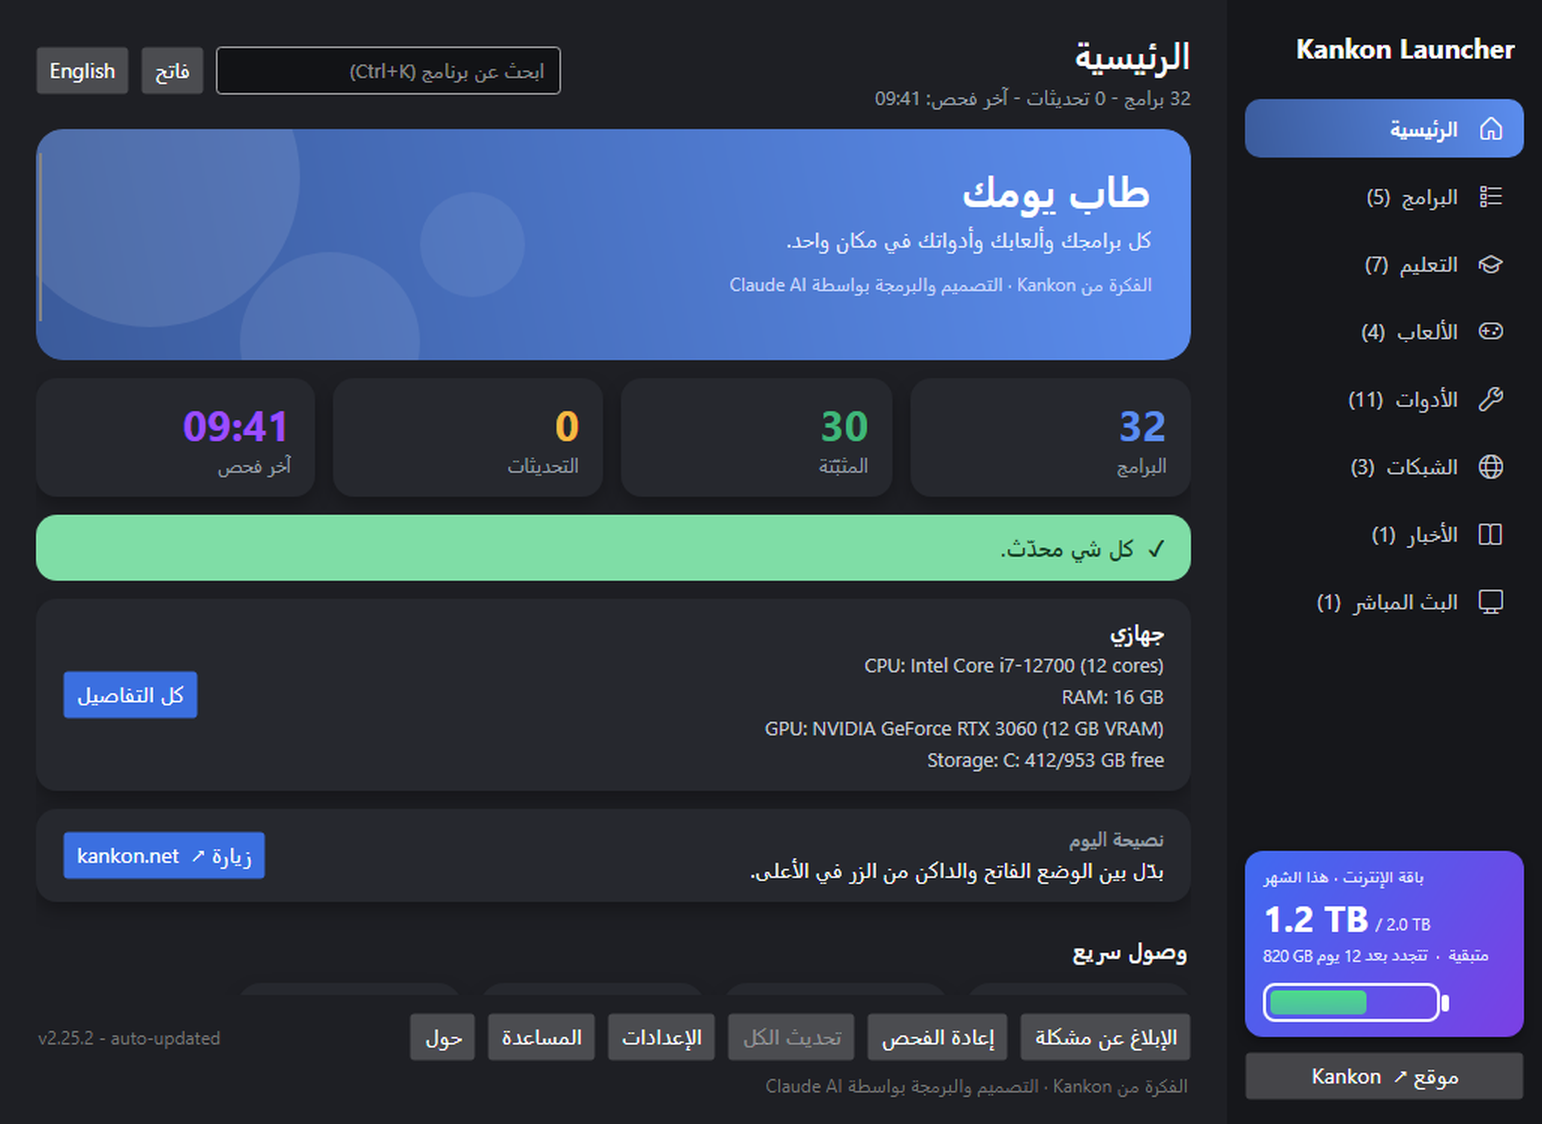 Kankon Launcher
الرئيسية
البرامج (5)
التعليم (7)
الألعاب (4)
الأدوات (11)
الشبكات (3)
الأخبار (1)
البث المباشر (1)
باقة الإنترنت · هذا الشهر
1.2 TB / 2.0 TB
820 GB متبقية · تتجدد بعد 12 يوم
موقع Kankon ↗
الرئيسية
32 برامج - 0 تحديثات - آخر فحص: 09:41
ابحث عن برنامج (Ctrl+K)
فاتح
English
طاب يومك
كل برامجك وألعابك وأدواتك في مكان واحد.
الفكرة من Kankon · التصميم والبرمجة بواسطة Claude AI
32
البرامج
30
المثبّتة
0
التحديثات
09:41
آخر فحص
✓ كل شي محدّث.
جهازي
CPU: Intel Core i7-12700 (12 cores)
RAM: 16 GB
GPU: NVIDIA GeForce RTX 3060 (12 GB VRAM)
Storage: C: 412/953 GB free
كل التفاصيل
نصيحة اليوم
بدّل بين الوضع الفاتح والداكن من الزر في الأعلى.
زيارة kankon.net ↗
وصول سريع
الإبلاغ عن مشكلة
إعادة الفحص
تحديث الكل
الإعدادات
المساعدة
حول
v2.25.2 - auto-updated
الفكرة من Kankon · التصميم والبرمجة بواسطة Claude AI